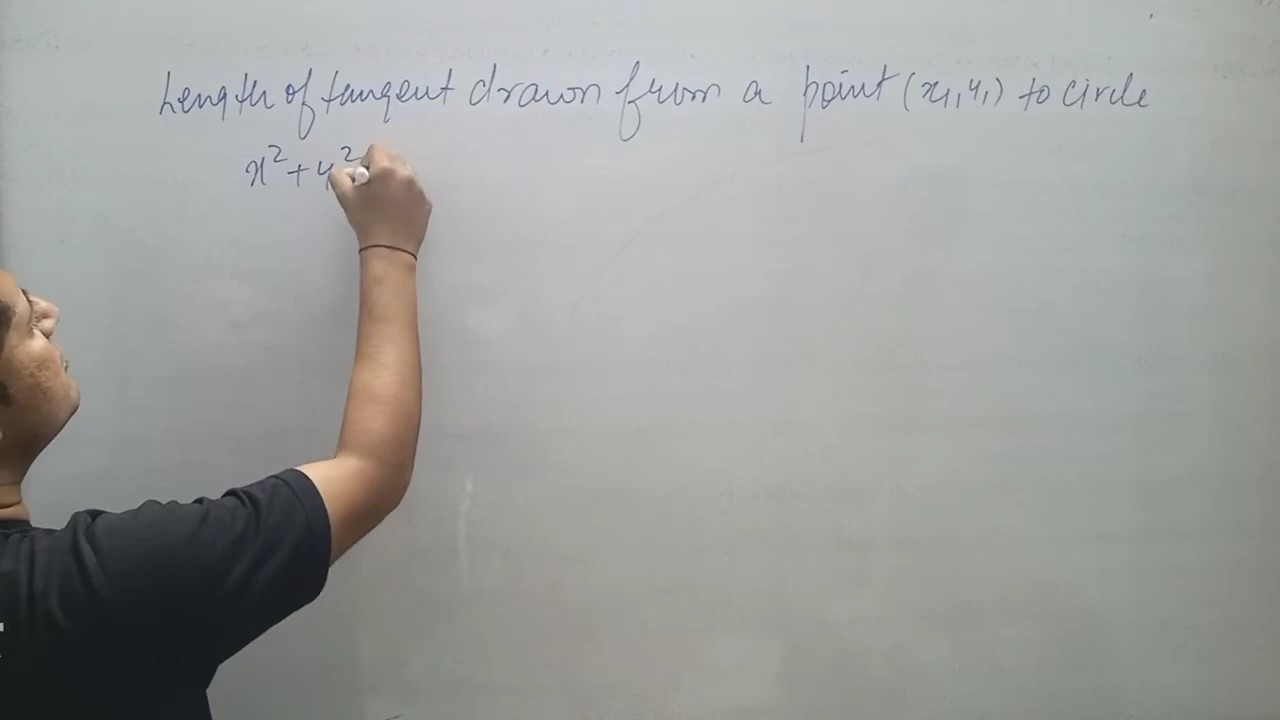 Length of tangent drawn from a point (x₁,y₁) to circle
x²+y²